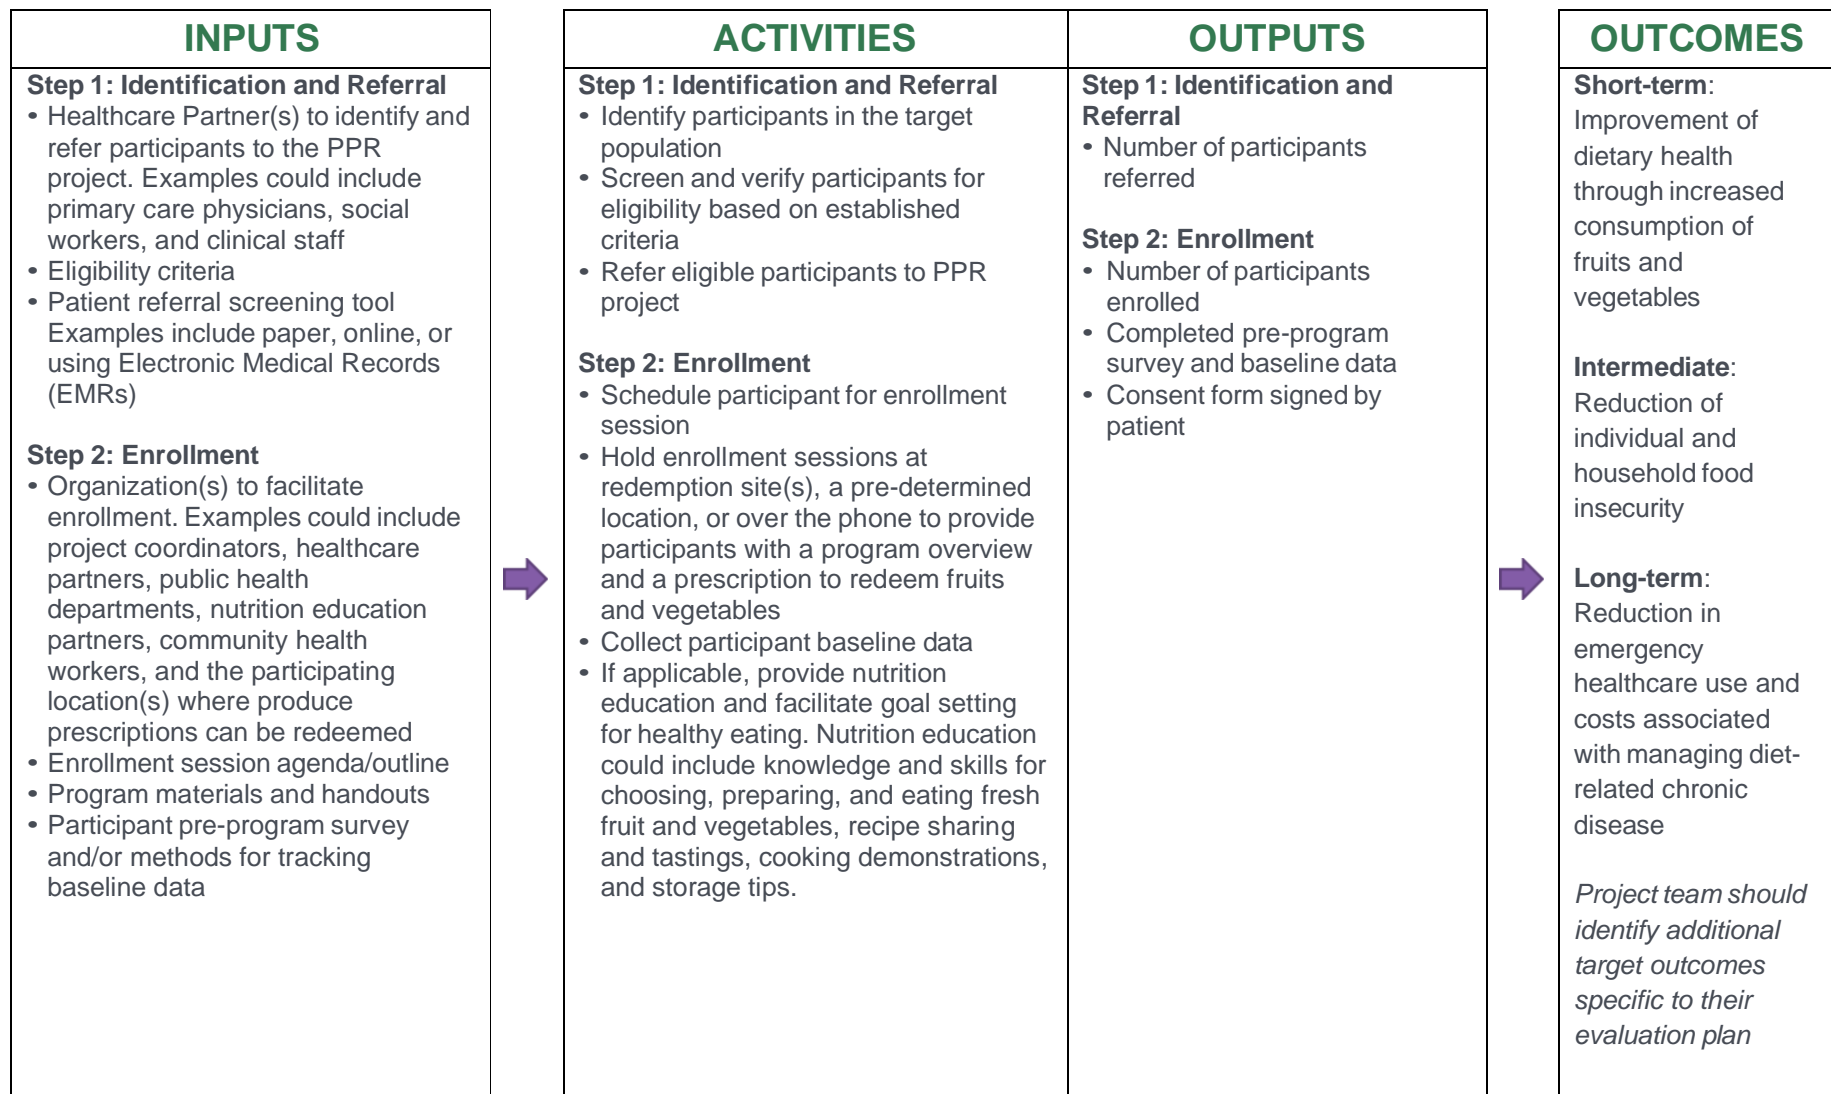 INPUTS
Step 1: Identification and Referral
• Healthcare Partner(s) to identify and
refer participants to the PPR
project. Examples could include
primary care physicians, social
workers, and clinical staff
• Eligibility criteria
• Patient referral screening tool
Examples include paper, online, or
using Electronic Medical Records
(EMRs)
Step 2: Enrollment
• Organization(s) to facilitate
enrollment. Examples could include
project coordinators, healthcare
partners, public health
departments, nutrition education
partners, community health
workers, and the participating
location(s) where produce
prescriptions can be redeemed
• Enrollment session agenda/outline
• Program materials and handouts
• Participant pre-program survey
and/or methods for tracking
baseline data
ACTIVITIES
Step 1: Identification and Referral
• Identify participants in the target
population
• Screen and verify participants for
eligibility based on established
criteria
• Refer eligible participants to PPR
project
Step 2: Enrollment
• Schedule participant for enrollment
session
• Hold enrollment sessions at
redemption site(s), a pre-determined
location, or over the phone to provide
participants with a program overview
and a prescription to redeem fruits
and vegetables
• Collect participant baseline data
• If applicable, provide nutrition
education and facilitate goal setting
for healthy eating. Nutrition education
could include knowledge and skills for
choosing, preparing, and eating fresh
fruit and vegetables, recipe sharing
and tastings, cooking demonstrations,
and storage tips.
OUTPUTS
Step 1: Identification and
Referral
• Number of participants
referred
Step 2: Enrollment
• Number of participants
enrolled
• Completed pre-program
survey and baseline data
• Consent form signed by
patient
OUTCOMES
Short-term:
Improvement of
dietary health
through increased
consumption of
fruits and
vegetables
Intermediate:
Reduction of
individual and
household food
insecurity
Long-term:
Reduction in
emergency
healthcare use and
costs associated
with managing diet-
related chronic
disease
Project team should
identify additional
target outcomes
specific to their
evaluation plan